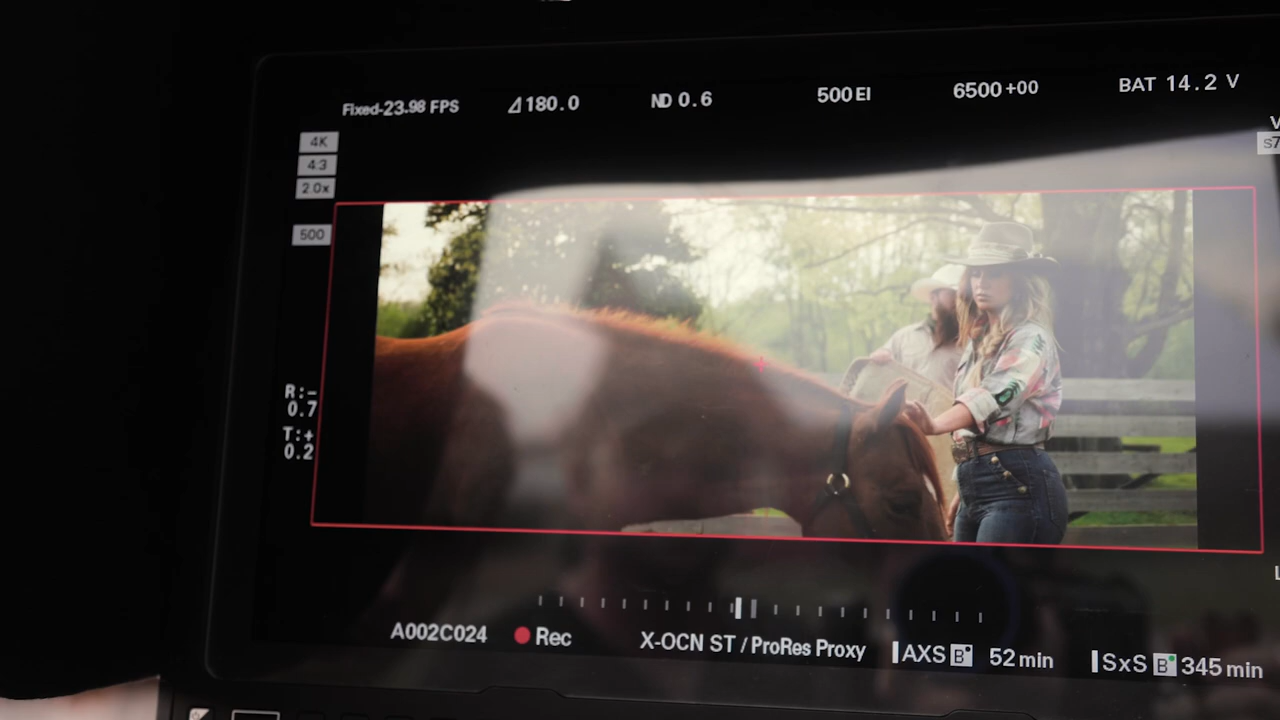 Fixed-23.98 FPS
⊿180.0
ND 0.6
500 EI
6500+00
BAT 14.2 V
4K
4:3
2.0x
500
R:-
0.7
T:+
0.2
A002C024
Rec
X-OCN ST / ProRes Proxy
AXS B
52 min
SxS B
345 min